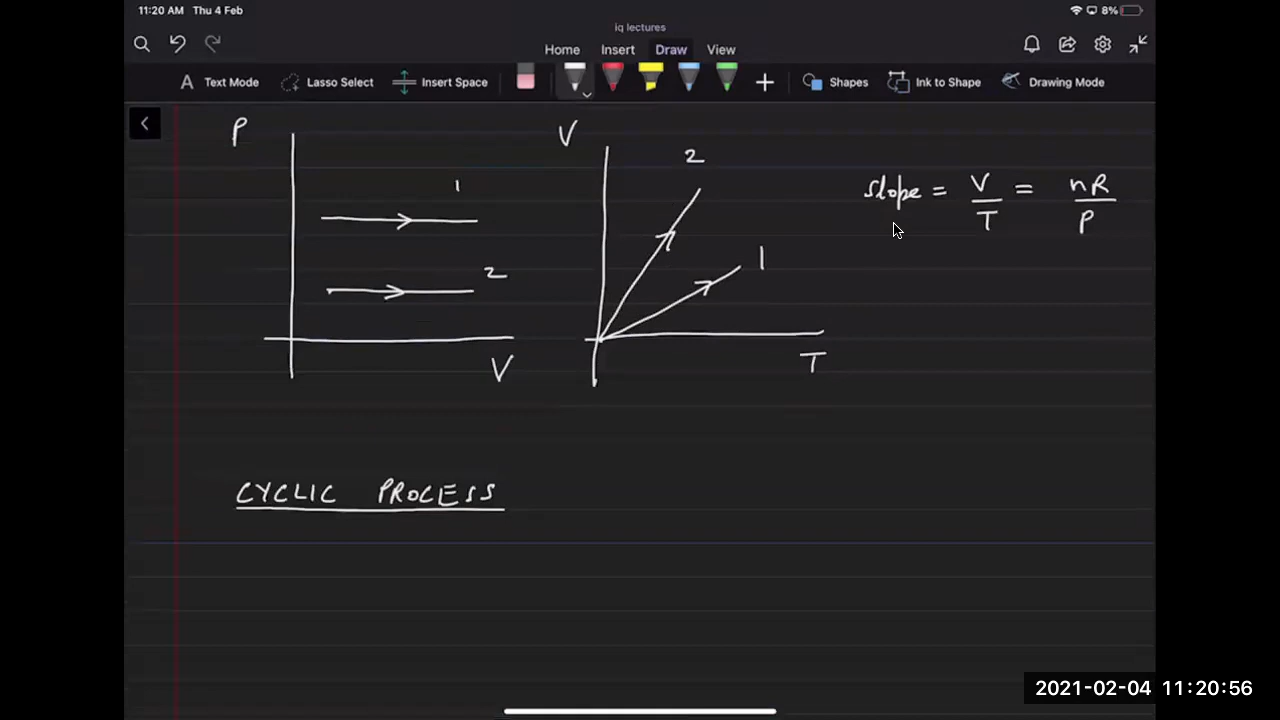 11:20 AM Thu 4 Feb
8%
iq lectures
Home Insert Draw View
A Text Mode Lasso Select Insert Space Shapes Ink to Shape Drawing Mode
P
1
2
V
V
2
1
T
slope = V/T = nR/P
CYCLIC PROCESS
2021-02-04 11:20:56